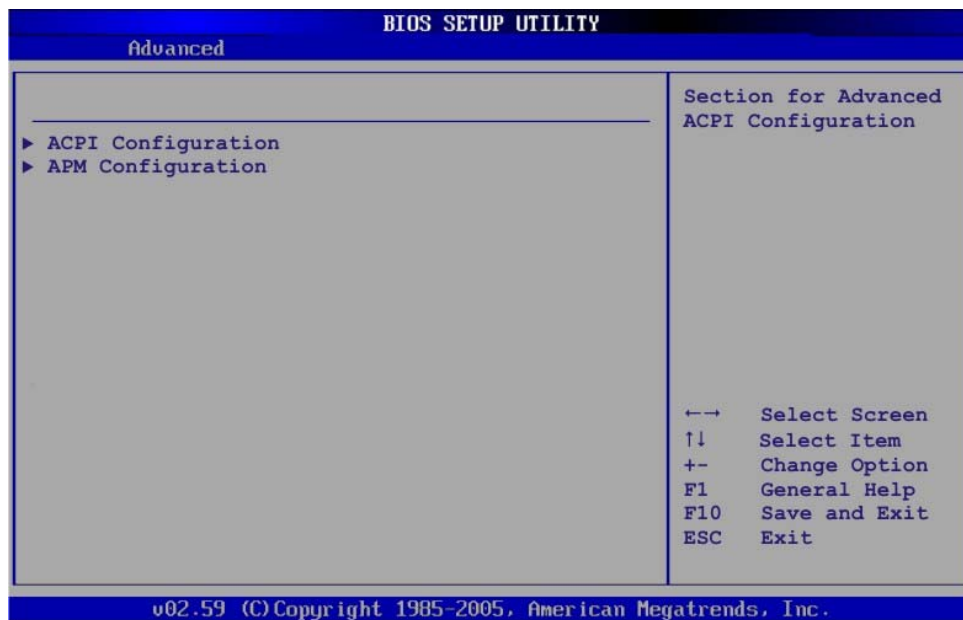 BIOS SETUP UTILITY
Advanced
▶ ACPI Configuration
▶ APM Configuration
Section for Advanced
ACPI Configuration
←→ Select Screen
↑↓ Select Item
+- Change Option
F1 General Help
F10 Save and Exit
ESC Exit
v02.59 (C)Copyright 1985-2005, American Megatrends, Inc.